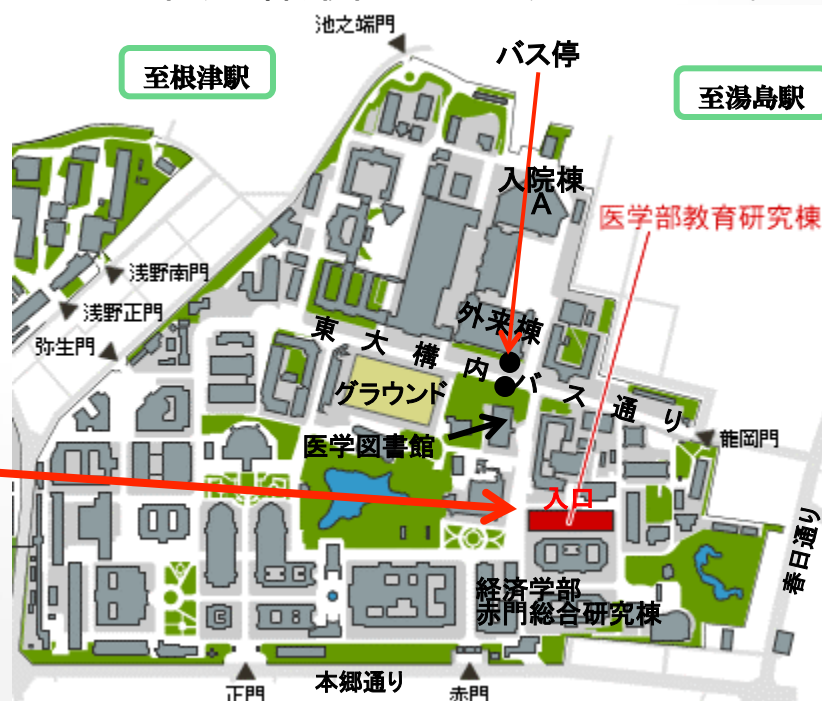 池之端門
バス停
至根津駅
至湯島駅
入院棟
A
医学部教育研究棟
浅野南門
浅野正門
弥生門
外来棟
東大構内バス通り
グラウンド
医学図書館
龍岡門
入口
春日通り
経済学部
赤門総合研究棟
本郷通り
正門
赤門